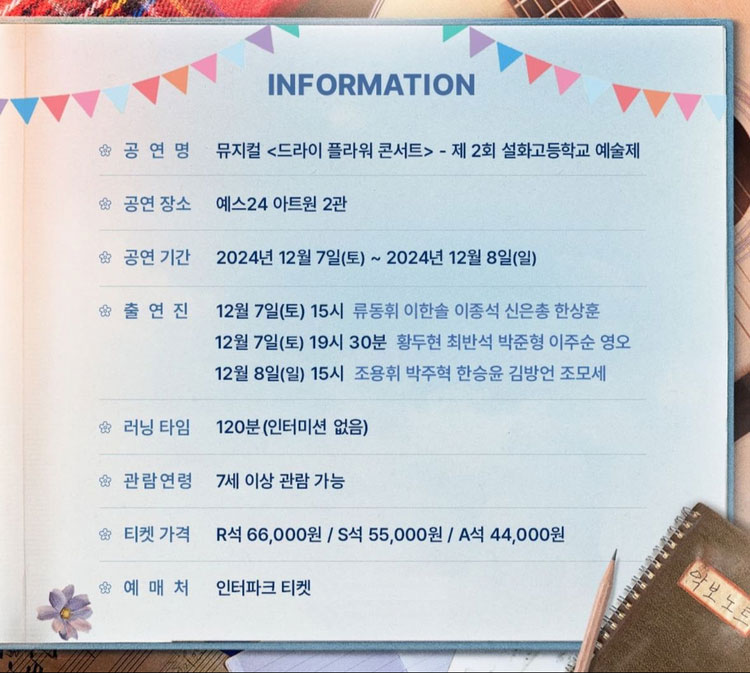 INFORMATION
공 연 명 뮤지컬 <드라이 플라워 콘서트> - 제 2회 설화고등학교 예술제
공연 장소 예스24 아트원 2관
공연 기간 2024년 12월 7일(토) ~ 2024년 12월 8일(일)
출 연 진 12월 7일(토) 15시 류동휘 이한솔 이종석 신은총 한상훈
12월 7일(토) 19시 30분 황두현 최반석 박준형 이주순 영오
12월 8일(일) 15시 조용휘 박주혁 한승윤 김방언 조모세
러닝 타임 120분(인터미션 없음)
관람연령 7세 이상 관람 가능
티켓 가격 R석 66,000원 / S석 55,000원 / A석 44,000원
예 매 처 인터파크 티켓
악보노트